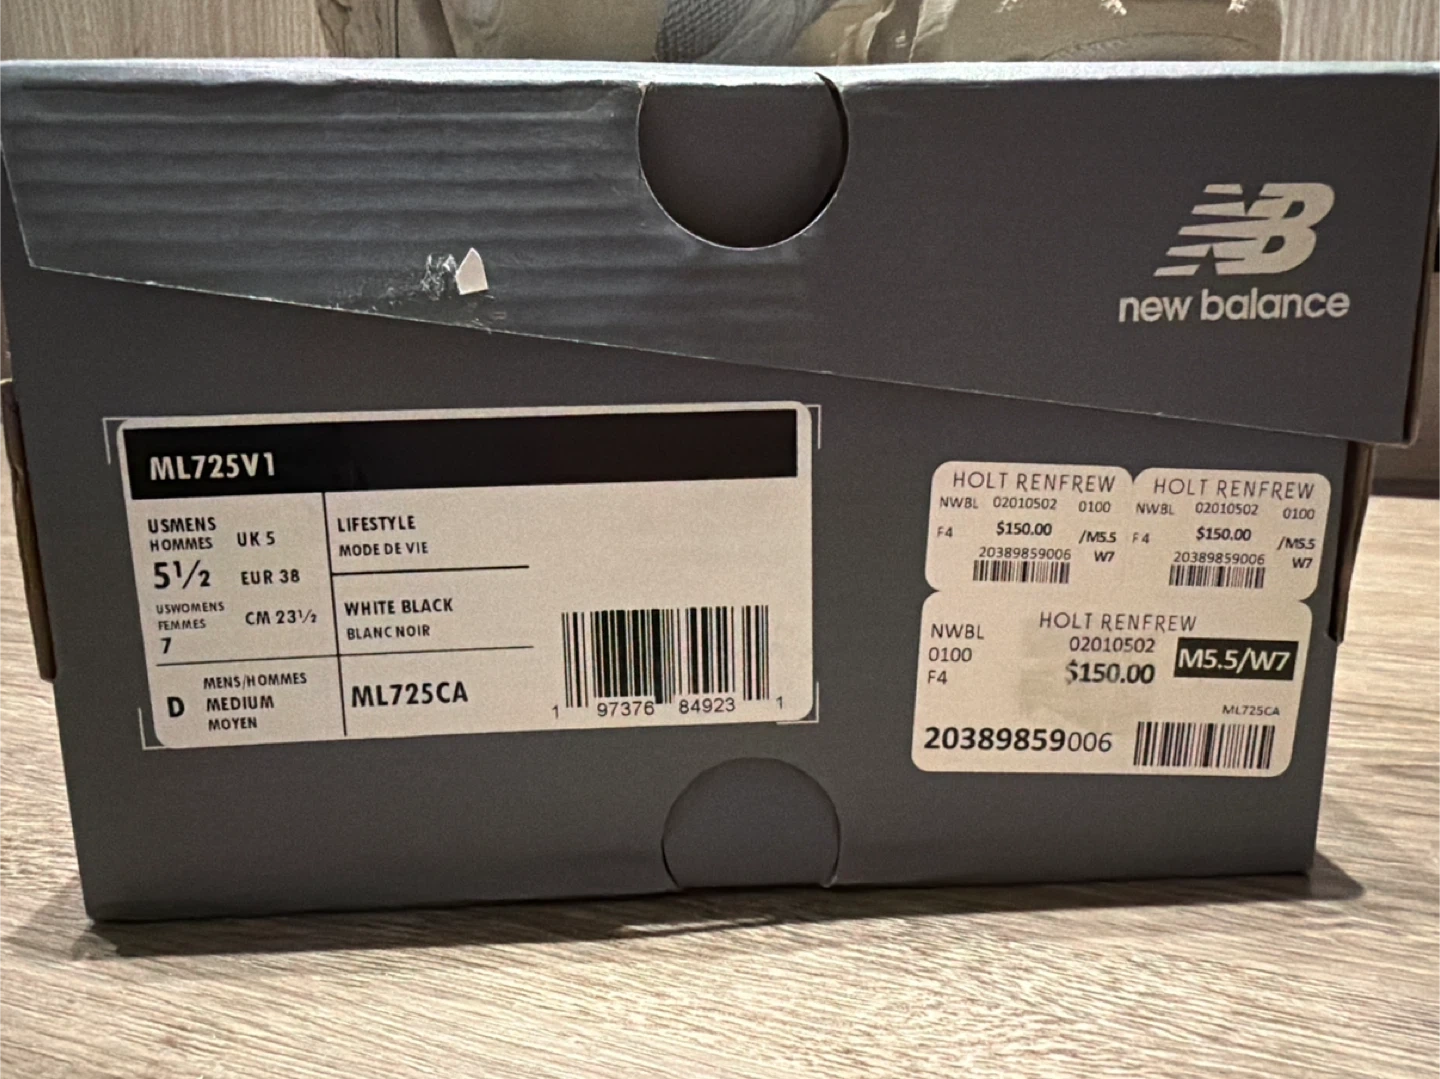 NB
new balance
ML725V1
USMENS
HOMMES
5½
USWOMENS
FEMMES
7
UK 5
EUR 38
CM 23½
D
MENS/HOMMES
MEDIUM
MOYEN
LIFESTYLE
MODE DE VIE
WHITE BLACK
BLANC NOIR
ML725CA
1 97376 84923 1
HOLT RENFREW
NWBL 02010502 0100
F4 $150.00 /M5.5
20389859006 W7
HOLT RENFREW
NWBL 02010502 0100
F4 $150.00 /M5.5
20389859006 W7
HOLT RENFREW
NWBL 02010502
0100 $150.00 M5.5/W7
F4
ML725CA
20389859006